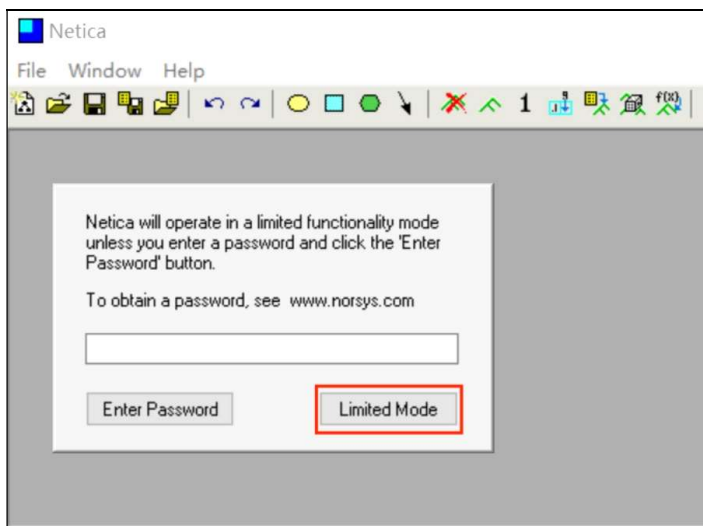 Netica
File Window Help
1 f(x)
Netica will operate in a limited functionality mode
unless you enter a password and click the 'Enter
Password' button.
To obtain a password, see www.norsys.com
Enter Password Limited Mode